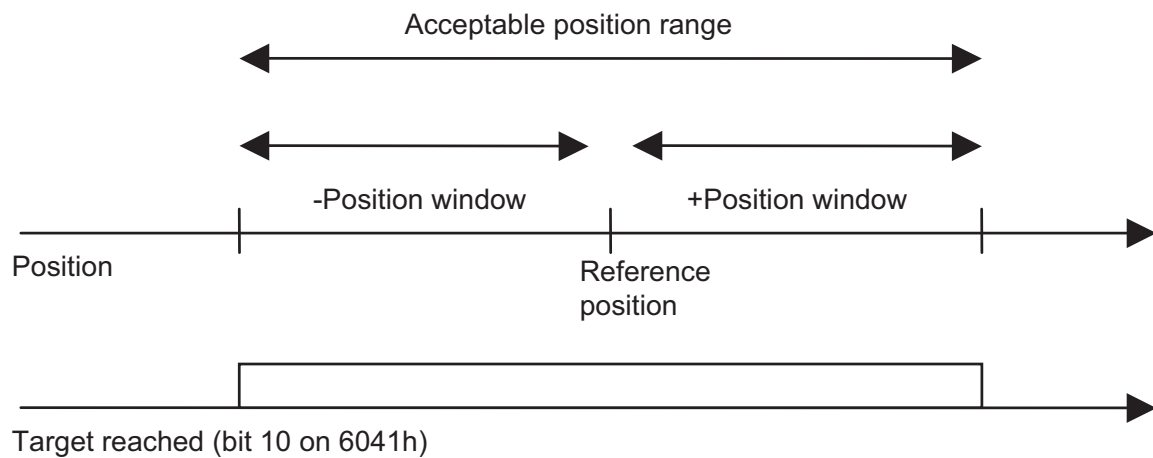 Acceptable position range
-Position window
+Position window
Position
Reference
position
Target reached (bit 10 on 6041h)